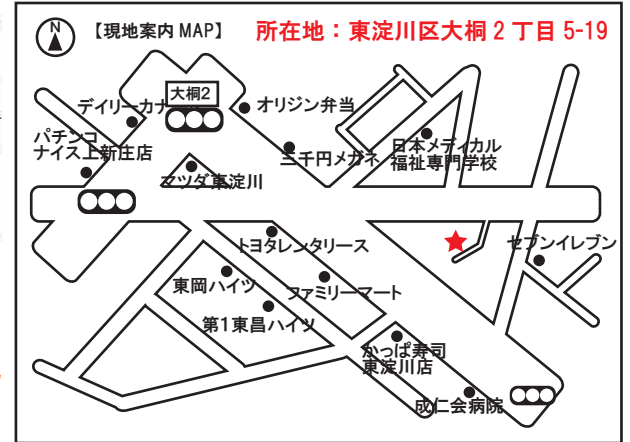 N
【現地案内 MAP】
所在地：東淀川区大桐 2 丁目 5-19
大桐2
デイリーカナ
オリジン弁当
パチンコ
ナイス上新庄店
三千円メガネ
日本メディカル
福祉専門学校
マツダ東淀川
トヨタレンタリース
セブンイレブン
東岡ハイツ
ファミリーマート
第1東昌ハイツ
かっぱ寿司
東淀川店
成仁会病院